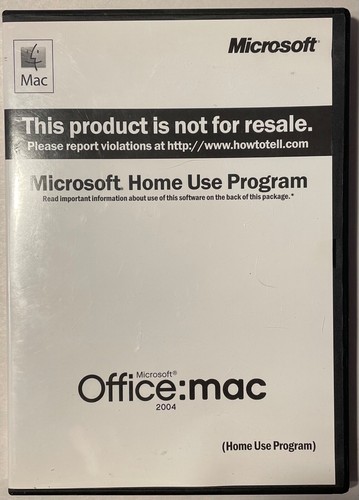 Microsoft
Mac
This product is not for resale.
Please report violations at http://www.howtotell.com
Microsoft® Home Use Program
Read important information about use of this software on the back of this package.*
Microsoft®
Office:mac
2004
(Home Use Program)